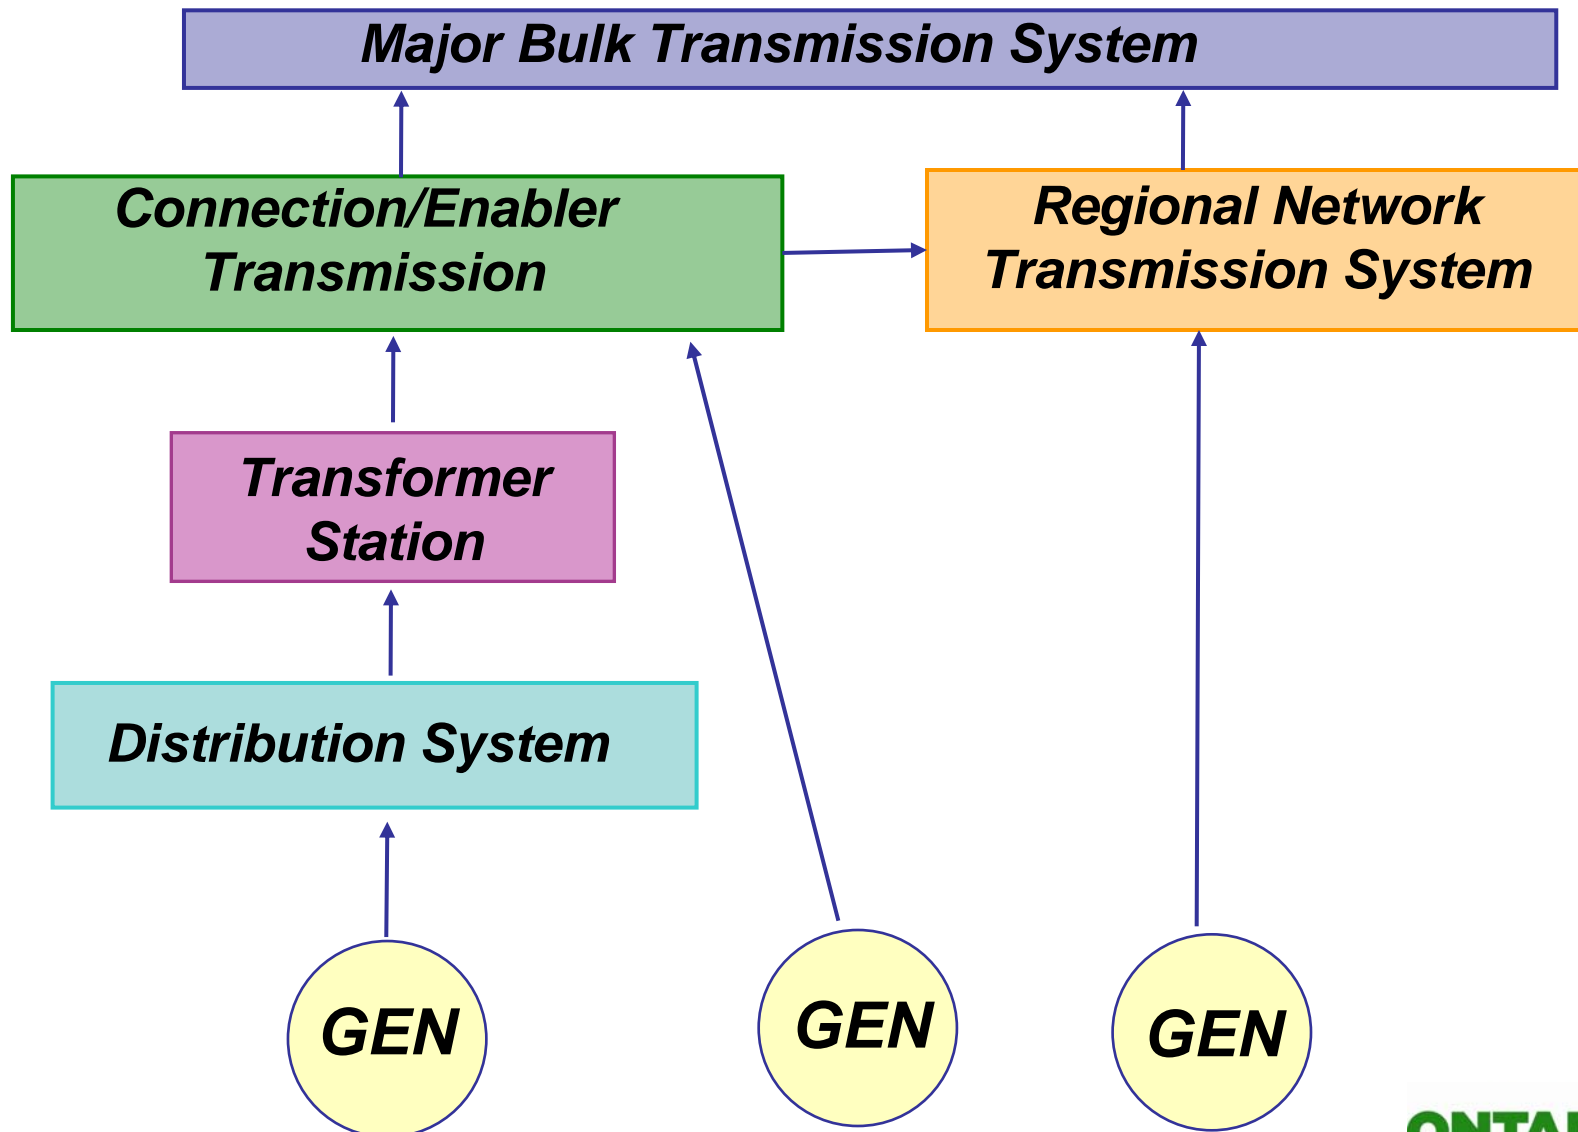 Major Bulk Transmission System
Connection/Enabler
Transmission
Regional Network
Transmission System
Transformer
Station
Distribution System
GEN
GEN
GEN